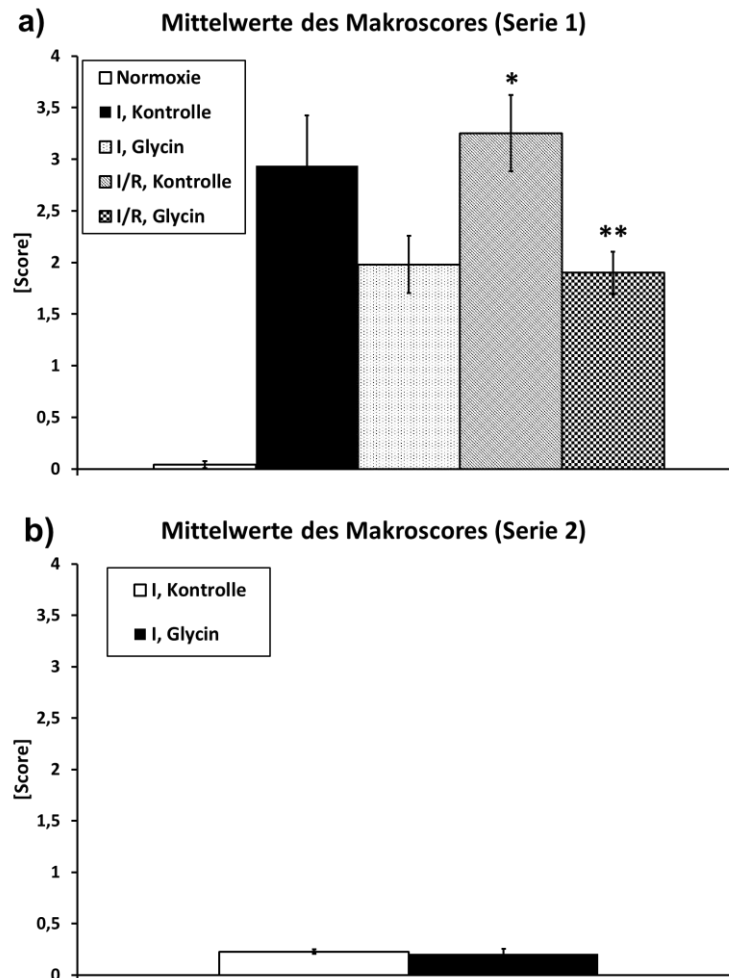 a) Mittelwerte des Makroscores (Serie 1)
[Score]
4
3,5
3
2,5
2
1,5
1
0,5
0
Normoxie
I, Kontrolle
I, Glycin
I/R, Kontrolle
I/R, Glycin
*
**
b) Mittelwerte des Makroscores (Serie 2)
[Score]
4
3,5
3
2,5
2
1,5
1
0,5
0
I, Kontrolle
I, Glycin